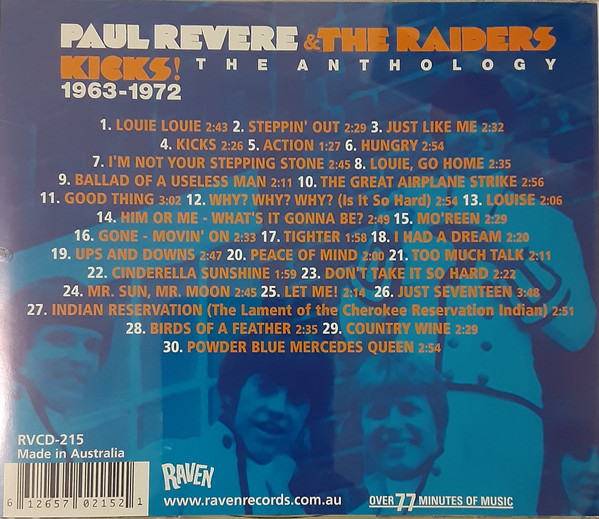 PAUL REVERE & THE RAIDERS
KICKS! THE ANTHOLOGY
1963-1972
1. LOUIE LOUIE 2:43 2. STEPPIN' OUT 2:29 3. JUST LIKE ME 2:32
4. KICKS 2:26 5. ACTION 1:27 6. HUNGRY 2:54
7. I'M NOT YOUR STEPPING STONE 2:45 8. LOUIE, GO HOME 2:35
9. BALLAD OF A USELESS MAN 2:11 10. THE GREAT AIRPLANE STRIKE 2:56
11. GOOD THING 3:02 12. WHY? WHY? WHY? (Is It So Hard) 2:54 13. LOUISE 2:06
14. HIM OR ME - WHAT'S IT GONNA BE? 2:49 15. MO'REEN 2:29
16. GONE - MOVIN' ON 2:33 17. TIGHTER 1:58 18. I HAD A DREAM 2:20
19. UPS AND DOWNS 2:47 20. PEACE OF MIND 2:00 21. TOO MUCH TALK 2:11
22. CINDERELLA SUNSHINE 1:59 23. DON'T TAKE IT SO HARD 2:22
24. MR. SUN, MR. MOON 2:45 25. LET ME! 2:14 26. JUST SEVENTEEN 3:48
27. INDIAN RESERVATION (The Lament of the Cherokee Reservation Indian) 2:51
28. BIRDS OF A FEATHER 2:35 29. COUNTRY WINE 2:29
30. POWDER BLUE MERCEDES QUEEN 2:54
RVCD-215
Made in Australia
6 12657 02152 1
RAVEN
www.ravenrecords.com.au
OVER 77 MINUTES OF MUSIC